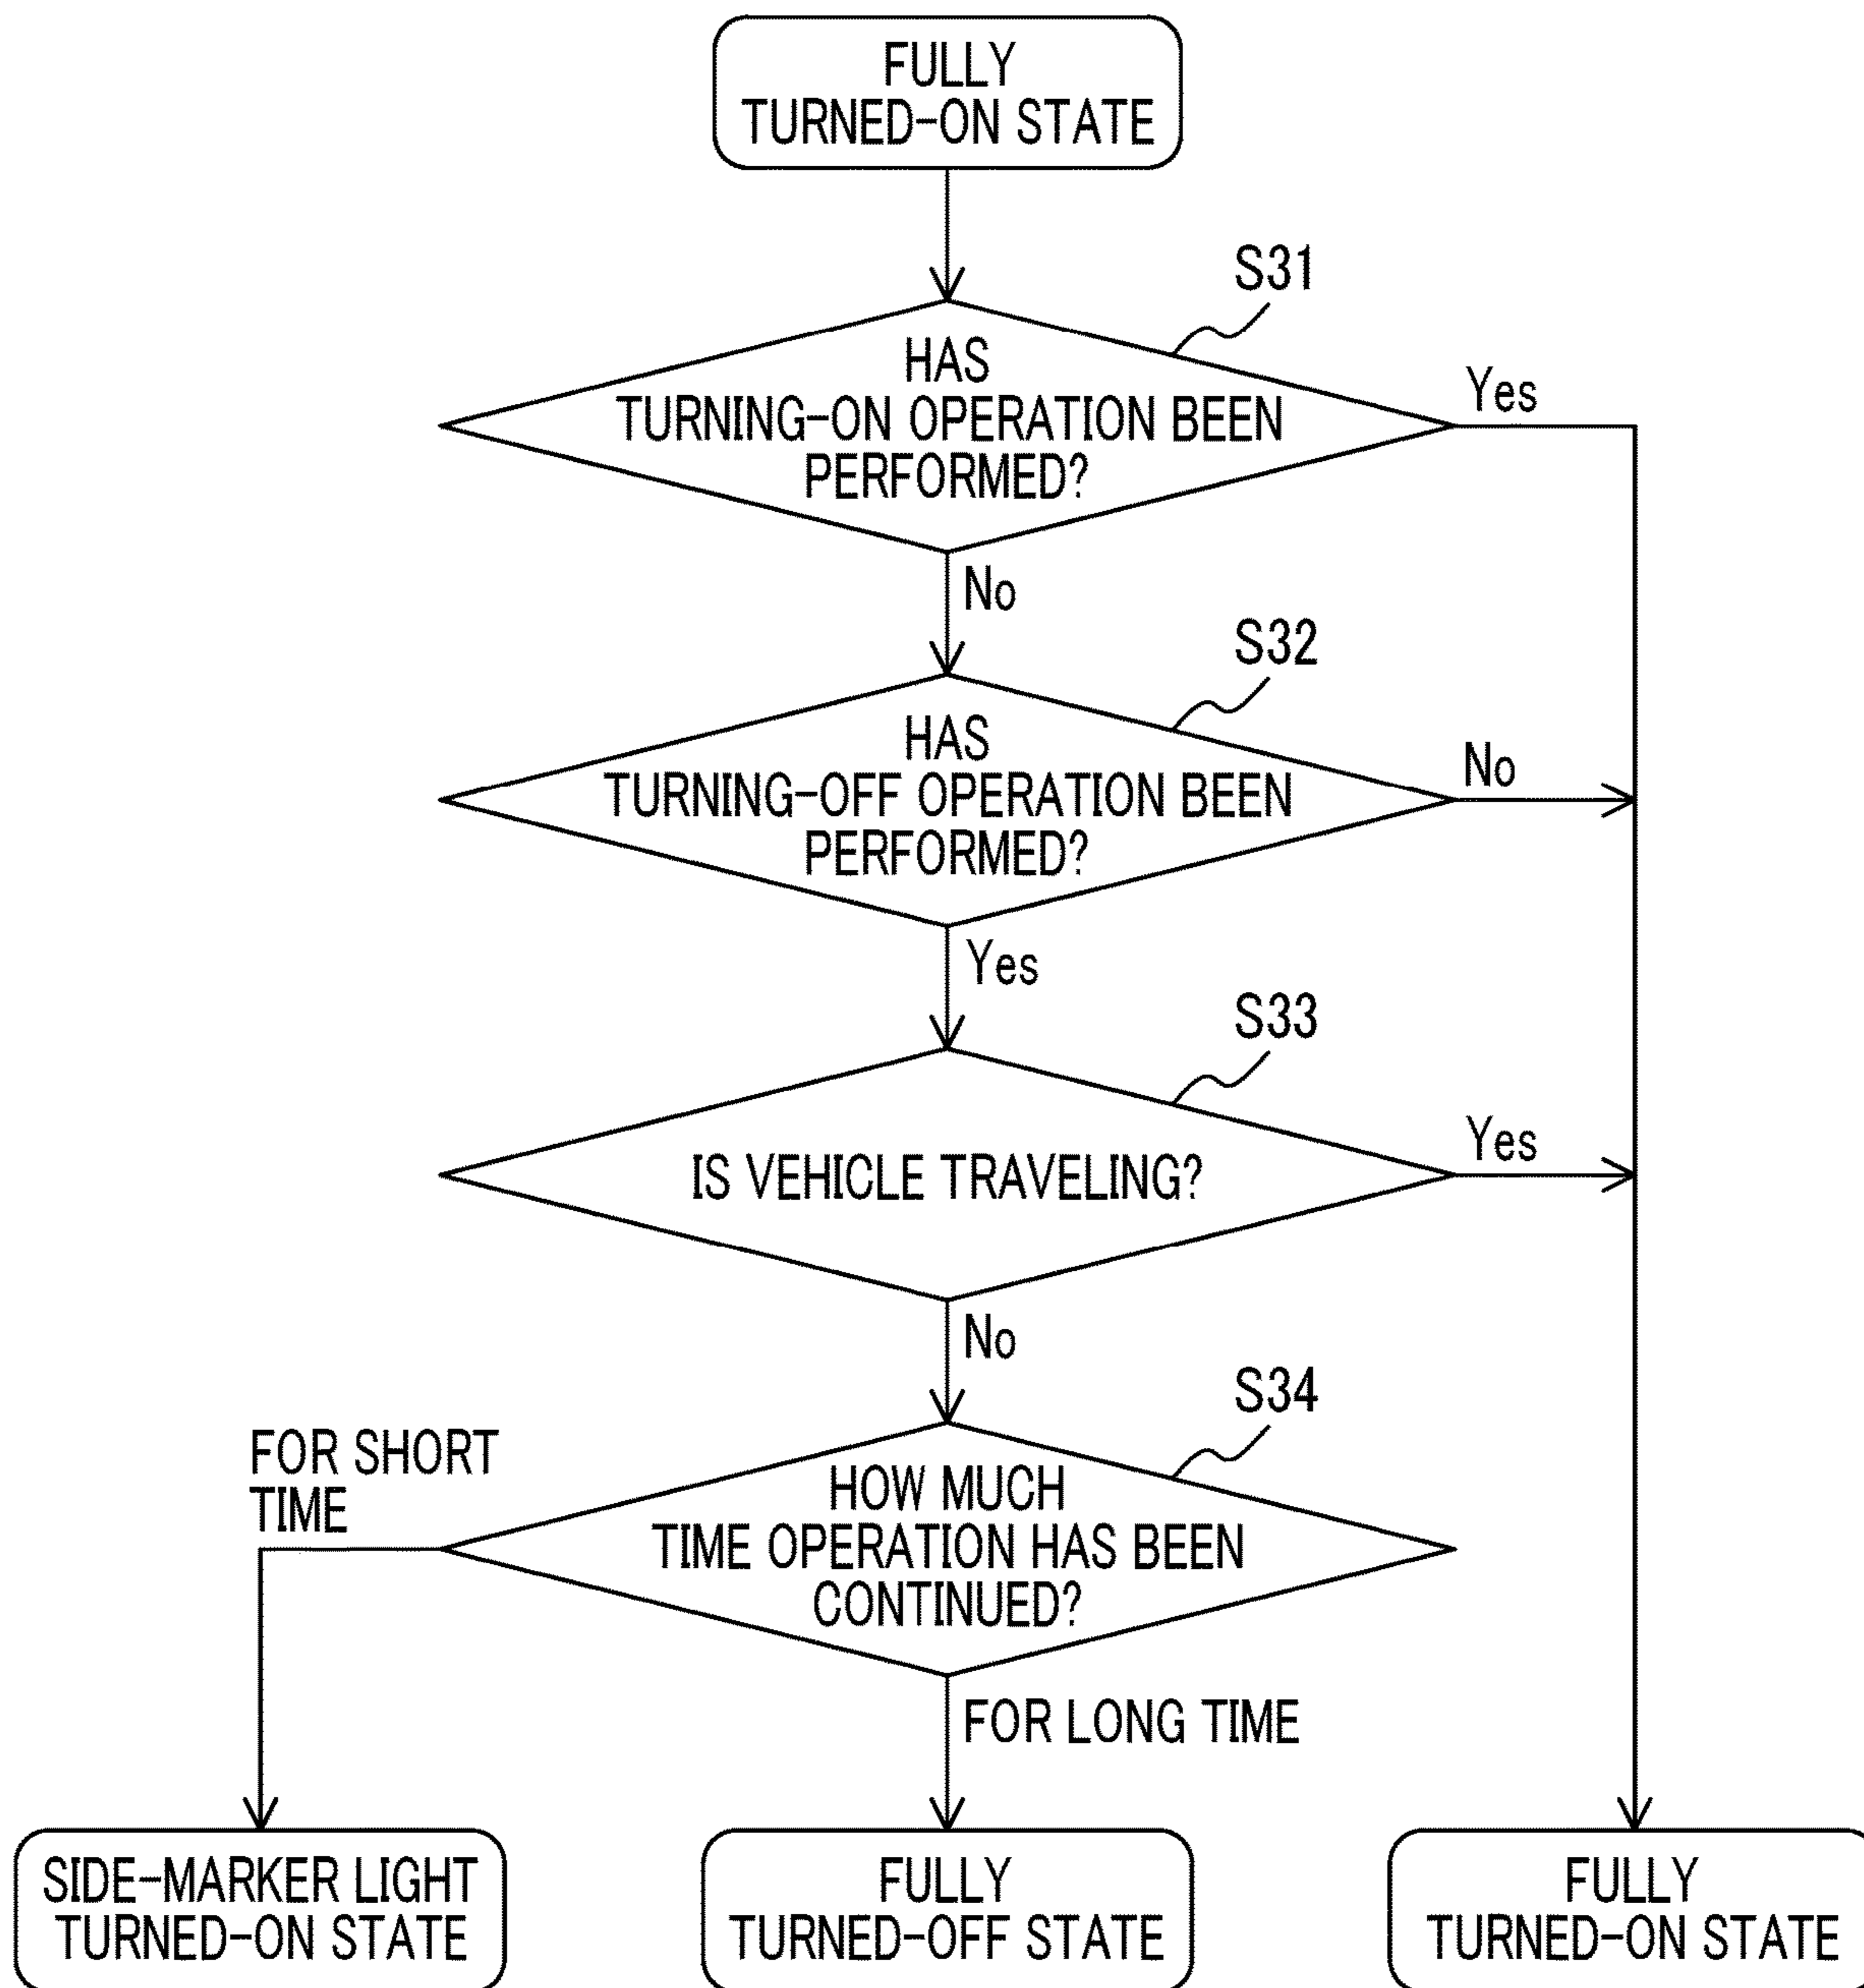 FULLY
TURNED-ON STATE
S31
HAS
TURNING-ON OPERATION BEEN
PERFORMED?
Yes
No
S32
HAS
TURNING-OFF OPERATION BEEN
PERFORMED?
No
Yes
S33
IS VEHICLE TRAVELING?
Yes
No
S34
FOR SHORT
TIME
HOW MUCH
TIME OPERATION HAS BEEN
CONTINUED?
FOR LONG TIME
SIDE-MARKER LIGHT
TURNED-ON STATE
FULLY
TURNED-OFF STATE
FULLY
TURNED-ON STATE